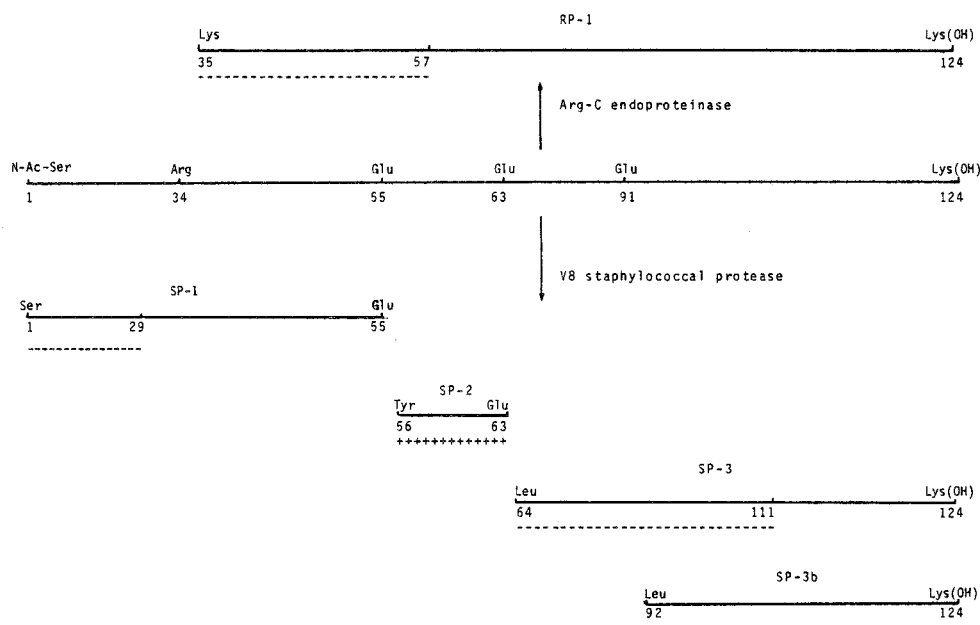 RP-1
Lys Lys(OH)
35 57 124
Arg-C endoproteinase
N-Ac-Ser Arg Glu Glu Glu Lys(OH)
1 34 55 63 91 124
V8 staphylococcal protease
SP-1
Ser Glu
1 29 55
SP-2
Tyr Glu
56 63
++++++++++++
SP-3
Leu Lys(OH)
64 111 124
SP-3b
Leu Lys(OH)
92 124